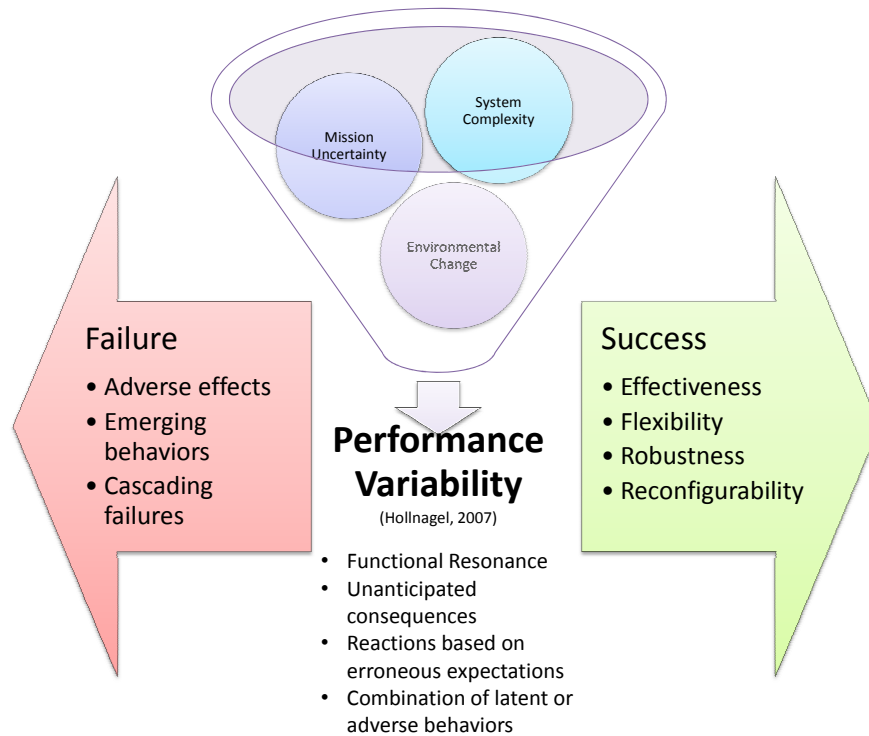 System
Complexity
Mission
Uncertainty
Environmental
Change
Failure
• Adverse effects
• Emerging
behaviors
• Cascading
failures
Performance
Variability
(Hollnagel, 2007)
• Functional Resonance
• Unanticipated
consequences
• Reactions based on
erroneous expectations
• Combination of latent or
adverse behaviors
Success
• Effectiveness
• Flexibility
• Robustness
• Reconfigurability